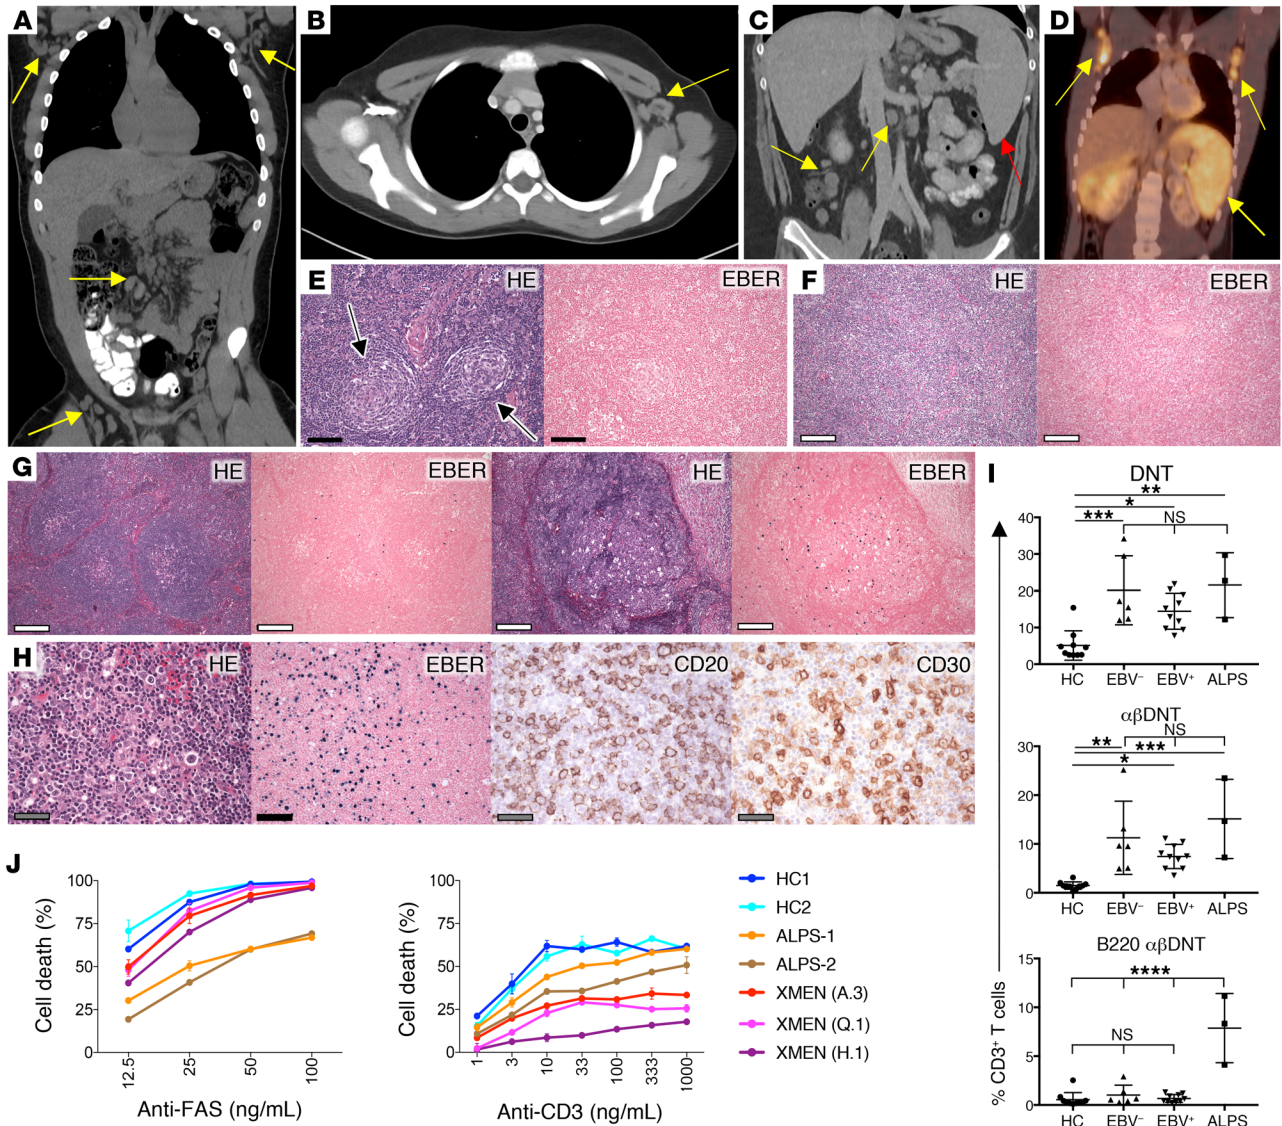 A
B
C
D
E
HE
EBER
F
HE
EBER
G
HE
EBER
HE
EBER
H
HE
EBER
CD20
CD30
I
DNT
**
*
***
NS
40
30
20
10
0
HC
EBV⁻
EBV⁺
ALPS
αβDNT
NS
**
***
*
30
20
10
0
HC
EBV⁻
EBV⁺
ALPS
B220 αβDNT
****
NS
15
10
5
0
HC
EBV⁻
EBV⁺
ALPS
% CD3⁺ T cells
J
Cell death (%)
100
75
50
25
0
12.5
25
50
100
Anti-FAS (ng/mL)
Cell death (%)
100
75
50
25
0
1
3
10
33
100
333
1000
Anti-CD3 (ng/mL)
HC1
HC2
ALPS-1
ALPS-2
XMEN (A.3)
XMEN (Q.1)
XMEN (H.1)